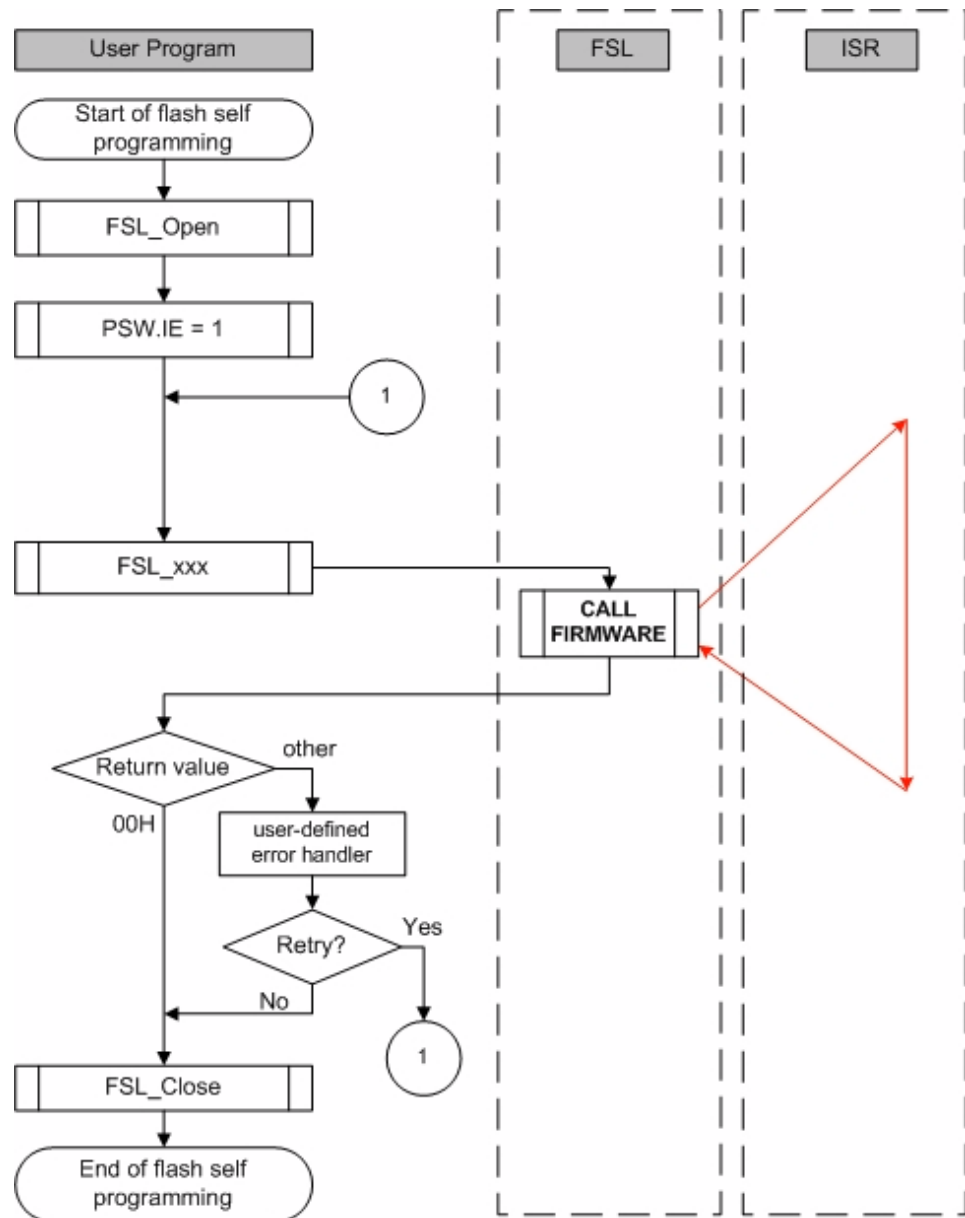 User Program
FSL
ISR
Start of flash self
programming
FSL_Open
PSW.IE = 1
1
FSL_xxx
CALL
FIRMWARE
Return value
other
00H
user-defined
error handler
Retry?
Yes
No
1
FSL_Close
End of flash self
programming